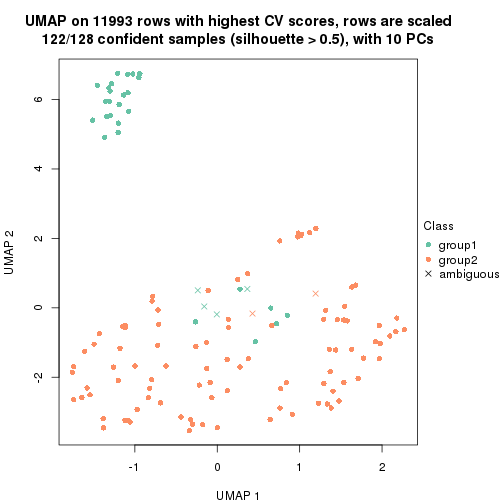 UMAP on 11993 rows with highest CV scores, rows are scaled
122/128 confident samples (silhouette > 0.5), with 10 PCs
6
4
2
0
-2
UMAP 2
-1
0
1
2
UMAP 1
Class
group1
group2
ambiguous